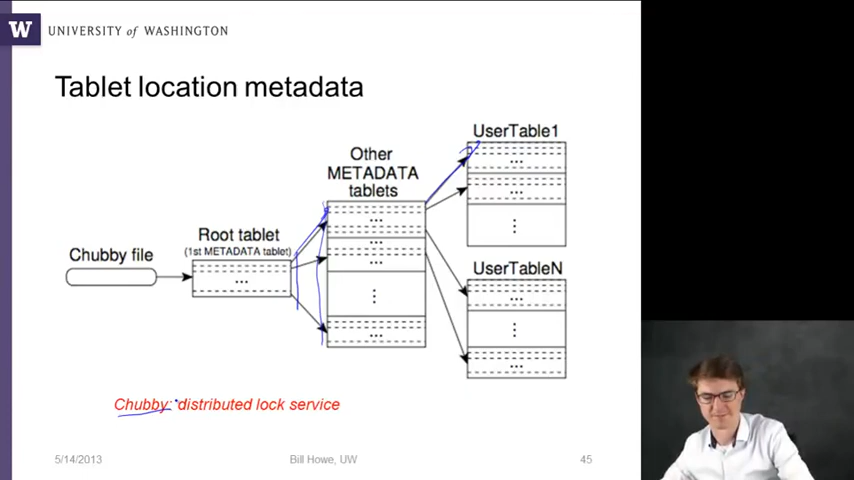 W UNIVERSITY of WASHINGTON
Tablet location metadata
UserTable1
Other
METADATA
tablets
...
...
Root tablet
(1st METADATA tablet)
Chubby file
...
...
...
...
UserTableN
...
...
...
...
...
...
Chubby: distributed lock service
5/14/2013 Bill Howe, UW 45